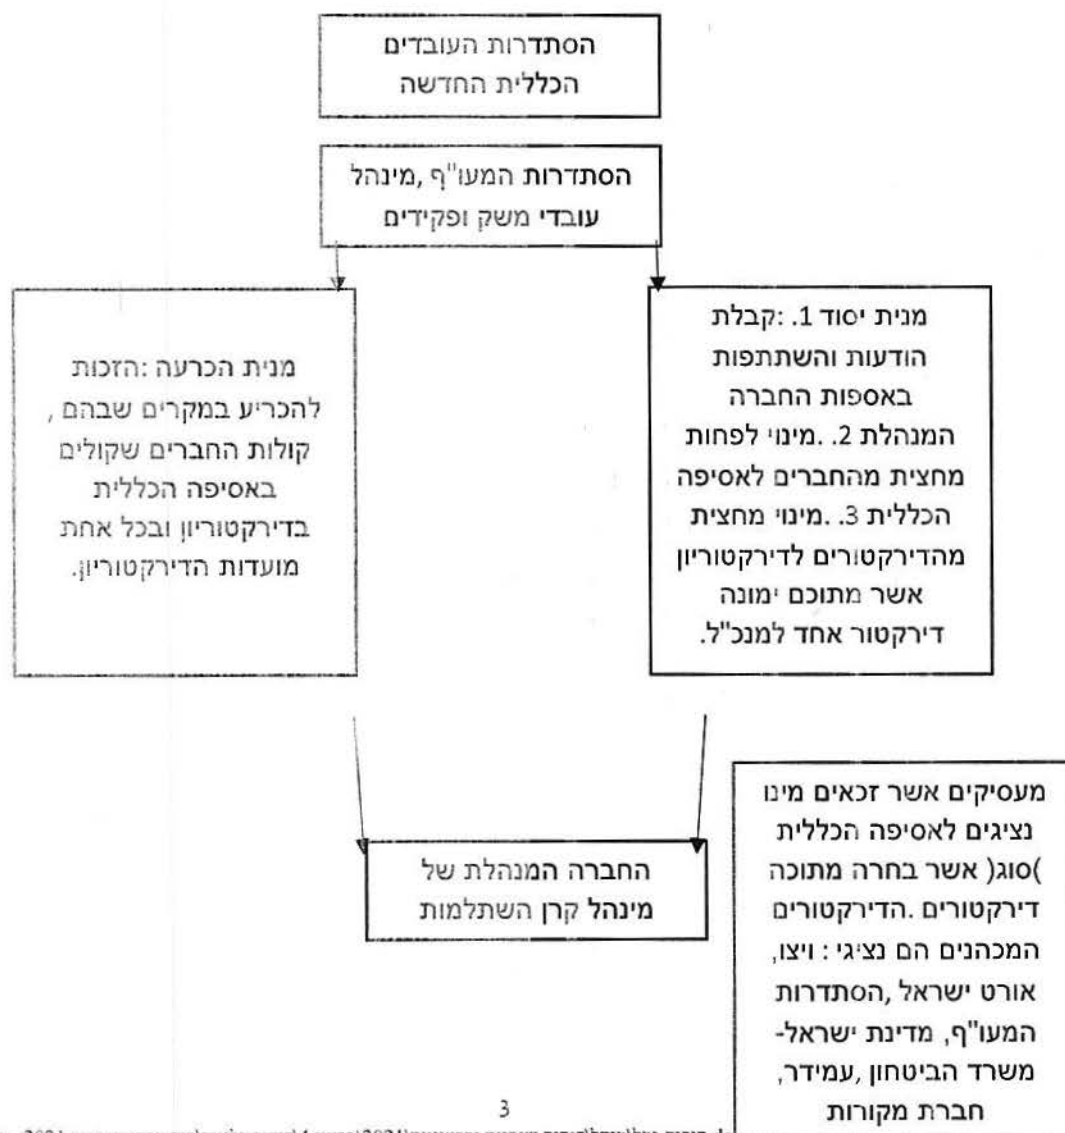 הסתדרות העובדים
הכללית החדשה
הסתדרות המעו"ף ,מינהל
עובדי משק ופקידים
מנית יסוד 1. :קבלת
הודעות והשתתפות
באספות החברה
המנהלת 2. .מינוי לפחות
מחצית מהחברים לאסיפה
הכללית 3. .מינוי מחצית
מהדירקטורים לדירקטוריון
אשר מתוכם ימונה
דירקטור אחד למנכ"ל.
מנית הכרעה :הזכות
להכריע במקרים שבהם ,
קולות החברים שקולים
באסיפה הכללית
בדירקטוריון ובכל אחת
מועדות הדירקטוריון.
החברה המנהלת של
מינהל קרן השתלמות
מעסיקים אשר זכאים מינו
נציגים לאסיפה הכללית
)סוג( אשר בחרה מתוכה
דירקטורים .הדירקטורים
המכהנים הם נציגי : ויצו,
אורט ישראל ,הסתדרות
המעו"ף, מדינת ישראל-
משרד הביטחון ,עמידר,
חברת מקורות
3